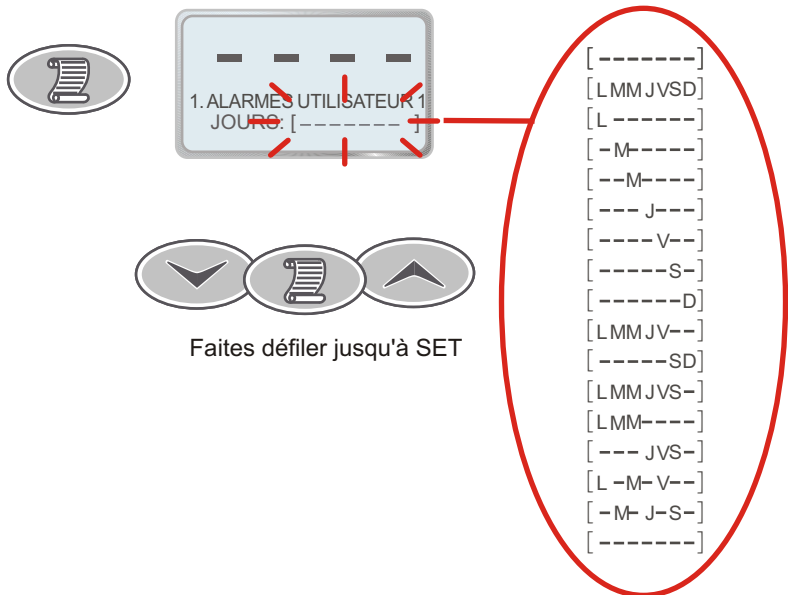 – – – –
1. ALARMES UTILISATEUR 1
JOURS: [ – – – – – – – ]
Faites défiler jusqu'à SET
[-------]
[LMMJVSD]
[L------]
[-M-----]
[--M----]
[---J---]
[----V--]
[-----S-]
[------D]
[LMMJV--]
[-----SD]
[LMMJVS-]
[LMM----]
[---JVS-]
[L-M-V--]
[-M-J-S-]
[-------]